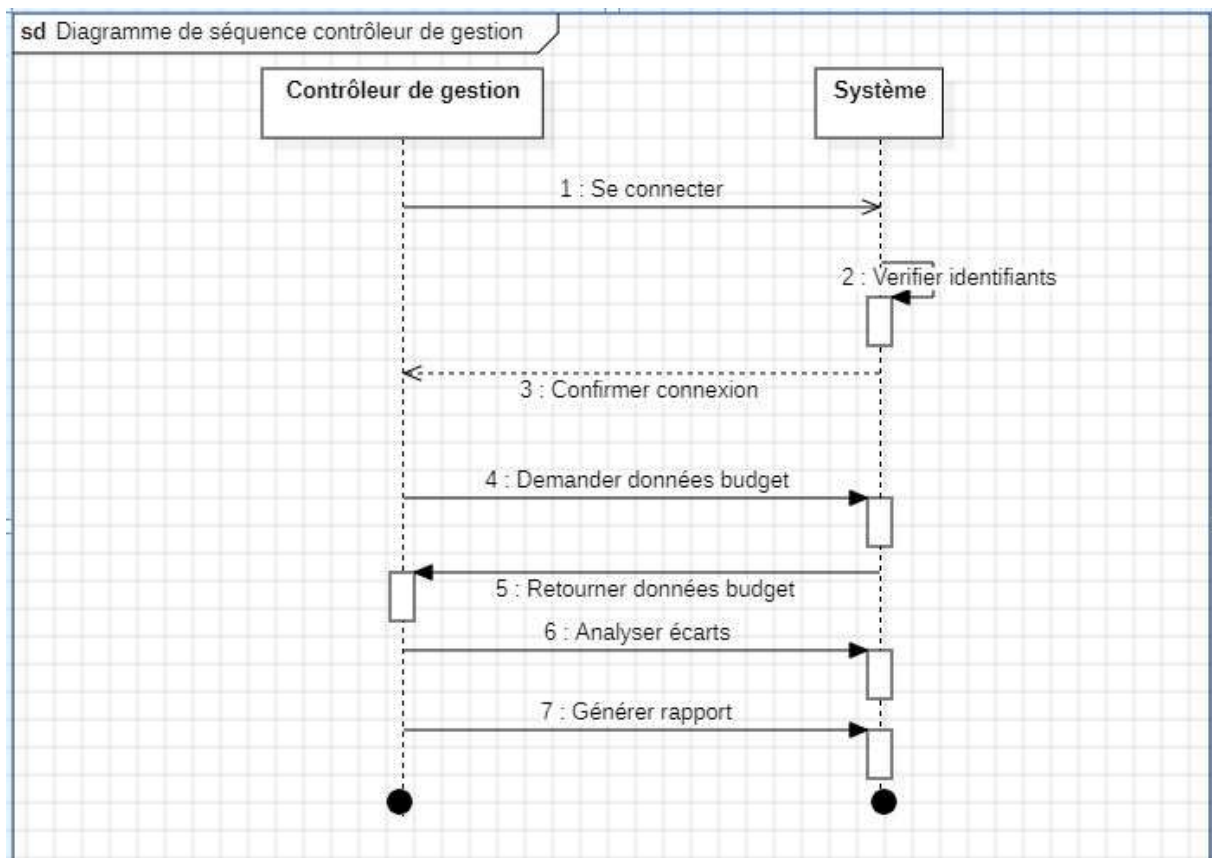 sd Diagramme de séquence contrôleur de gestion
Contrôleur de gestion
Système
1 : Se connecter
2 : Verifier identifiants
3 : Confirmer connexion
4 : Demander données budget
5 : Retourner données budget
6 : Analyser écarts
7 : Générer rapport